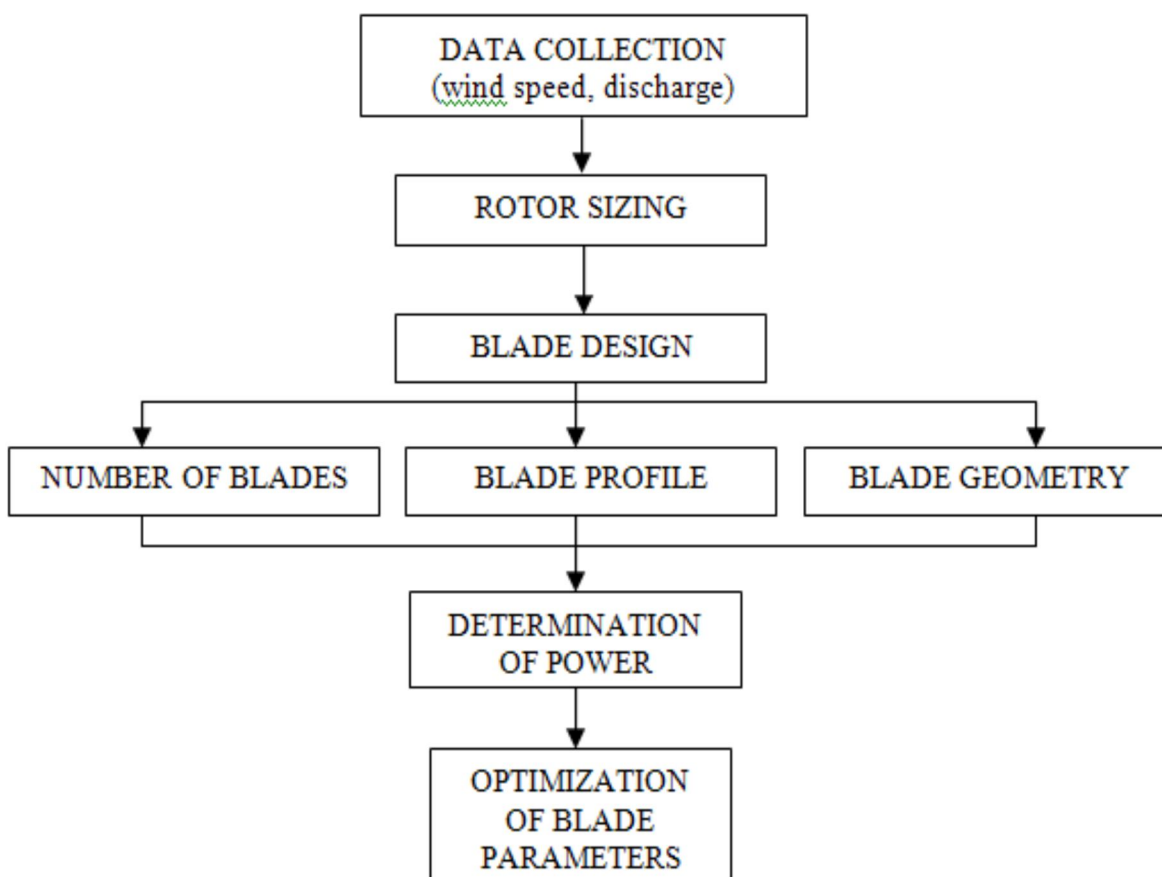 DATA COLLECTION
(wind speed, discharge)
ROTOR SIZING
BLADE DESIGN
NUMBER OF BLADES
BLADE PROFILE
BLADE GEOMETRY
DETERMINATION
OF POWER
OPTIMIZATION
OF BLADE
PARAMETERS